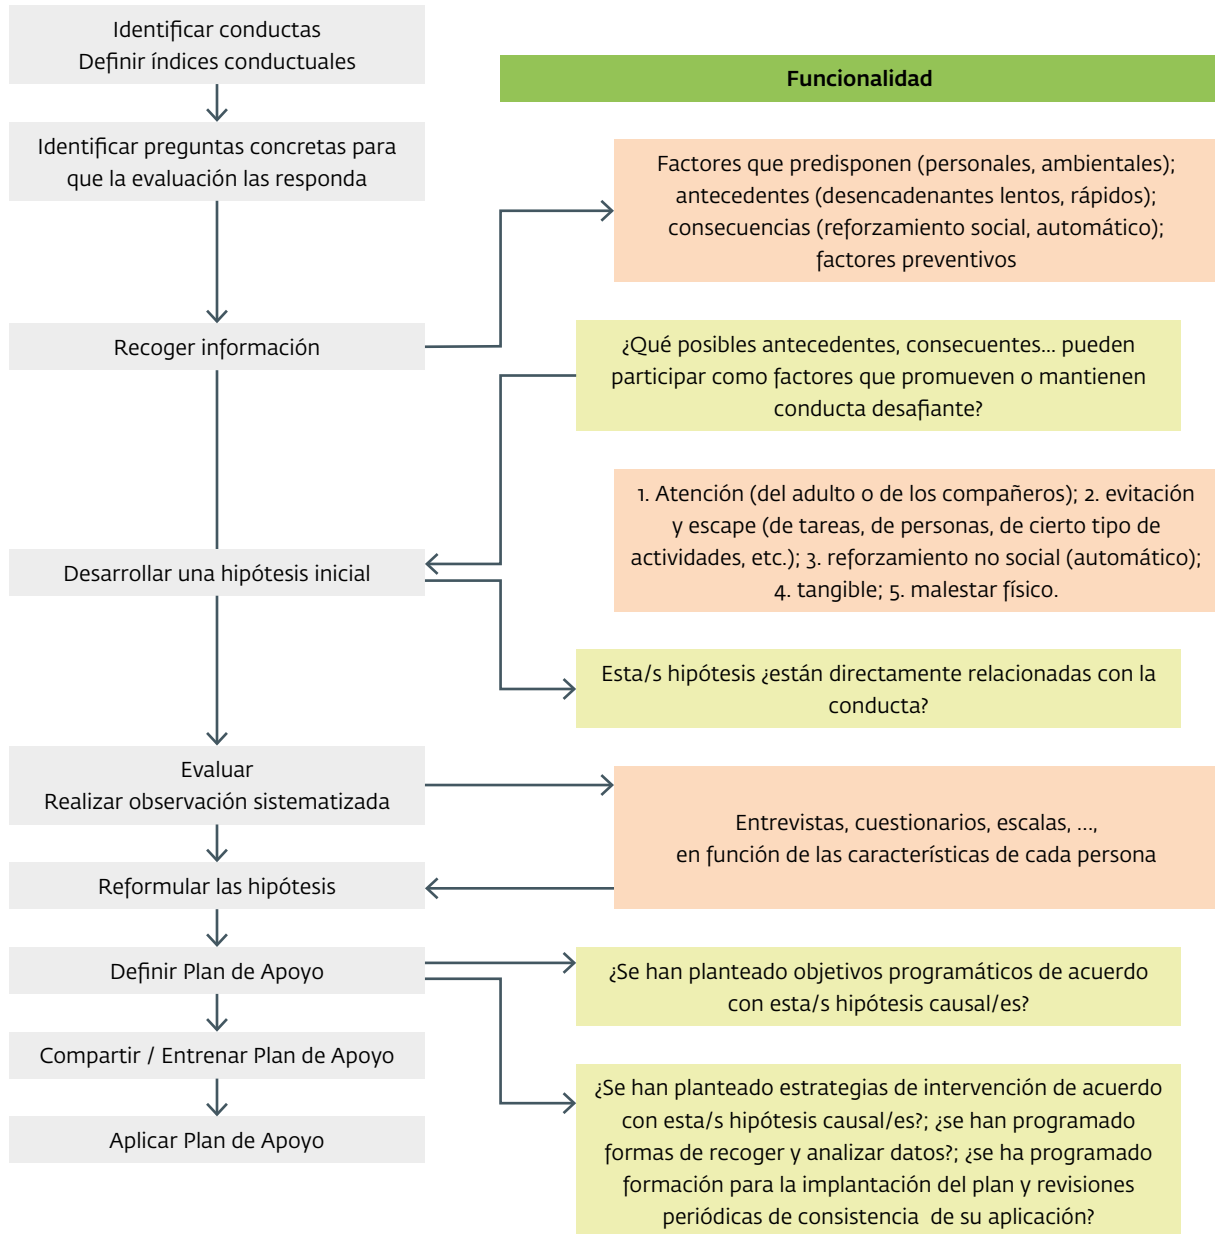 Identificar conductas
Definir índices conductuales
Funcionalidad
Identificar preguntas concretas para
que la evaluación las responda
Factores que predisponen (personales, ambientales);
antecedentes (desencadenantes lentos, rápidos);
consecuencias (reforzamiento social, automático);
factores preventivos
Recoger información
¿Qué posibles antecedentes, consecuentes... pueden
participar como factores que promueven o mantienen
conducta desafiante?
1. Atención (del adulto o de los compañeros); 2. evitación
y escape (de tareas, de personas, de cierto tipo de
actividades, etc.); 3. reforzamiento no social (automático);
4. tangible; 5. malestar físico.
Desarrollar una hipótesis inicial
Esta/s hipótesis ¿están directamente relacionadas con la
conducta?
Evaluar
Realizar observación sistematizada
Entrevistas, cuestionarios, escalas, ...,
en función de las características de cada persona
Reformular las hipótesis
Definir Plan de Apoyo
¿Se han planteado objetivos programáticos de acuerdo
con esta/s hipótesis causal/es?
Compartir / Entrenar Plan de Apoyo
Aplicar Plan de Apoyo
¿Se han planteado estrategias de intervención de acuerdo
con esta/s hipótesis causal/es?; ¿se han programado
formas de recoger y analizar datos?; ¿se ha programado
formación para la implantación del plan y revisiones
periódicas de consistencia de su aplicación?